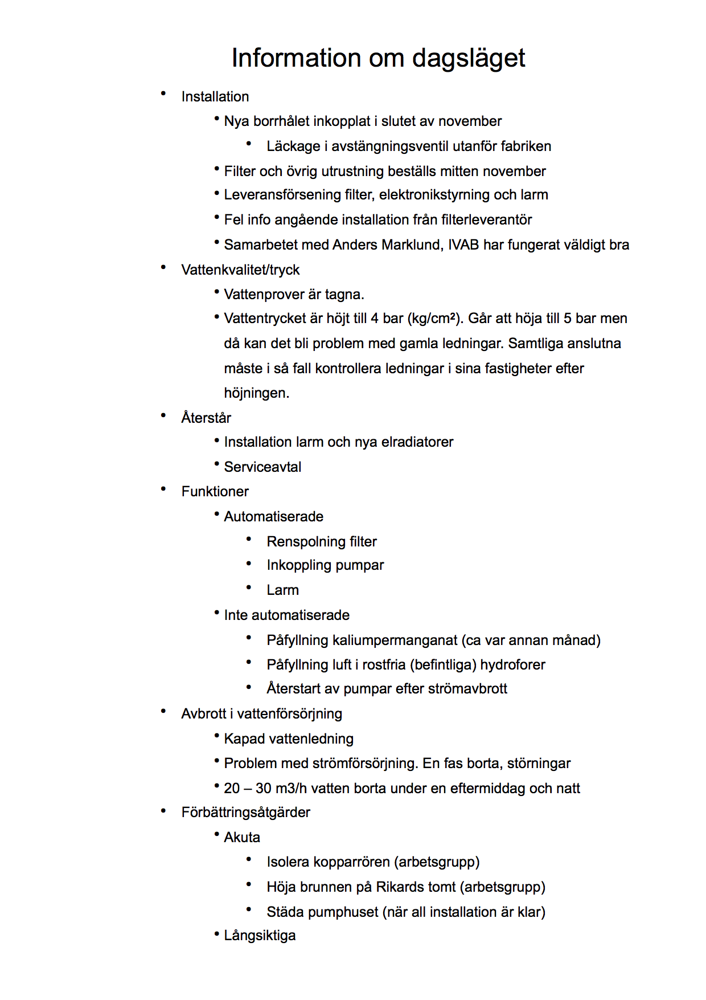 Information om dagsläget
• Installation
• Nya borrhålet inkopplat i slutet av november
• Läckage i avstängningsventil utanför fabriken
• Filter och övrig utrustning beställs mitten november
• Leveransförsening filter, elektronikstyrning och larm
• Fel info angående installation från filterleverantör
• Samarbetet med Anders Marklund, IVAB har fungerat väldigt bra
• Vattenkvalitet/tryck
• Vattenprover är tagna.
• Vattentrycket är höjt till 4 bar (kg/cm²). Går att höja till 5 bar men
då kan det bli problem med gamla ledningar. Samtliga anslutna
måste i så fall kontrollera ledningar i sina fastigheter efter
höjningen.
• Återstår
• Installation larm och nya elradiatorer
• Serviceavtal
• Funktioner
• Automatiserade
• Renspolning filter
• Inkoppling pumpar
• Larm
• Inte automatiserade
• Påfyllning kaliumpermanganat (ca var annan månad)
• Påfyllning luft i rostfria (befintliga) hydroforer
• Återstart av pumpar efter strömavbrott
• Avbrott i vattenförsörjning
• Kapad vattenledning
• Problem med strömförsörjning. En fas borta, störningar
• 20 – 30 m3/h vatten borta under en eftermiddag och natt
• Förbättringsåtgärder
• Akuta
• Isolera kopparrören (arbetsgrupp)
• Höja brunnen på Rikards tomt (arbetsgrupp)
• Städa pumphuset (när all installation är klar)
• Långsiktiga